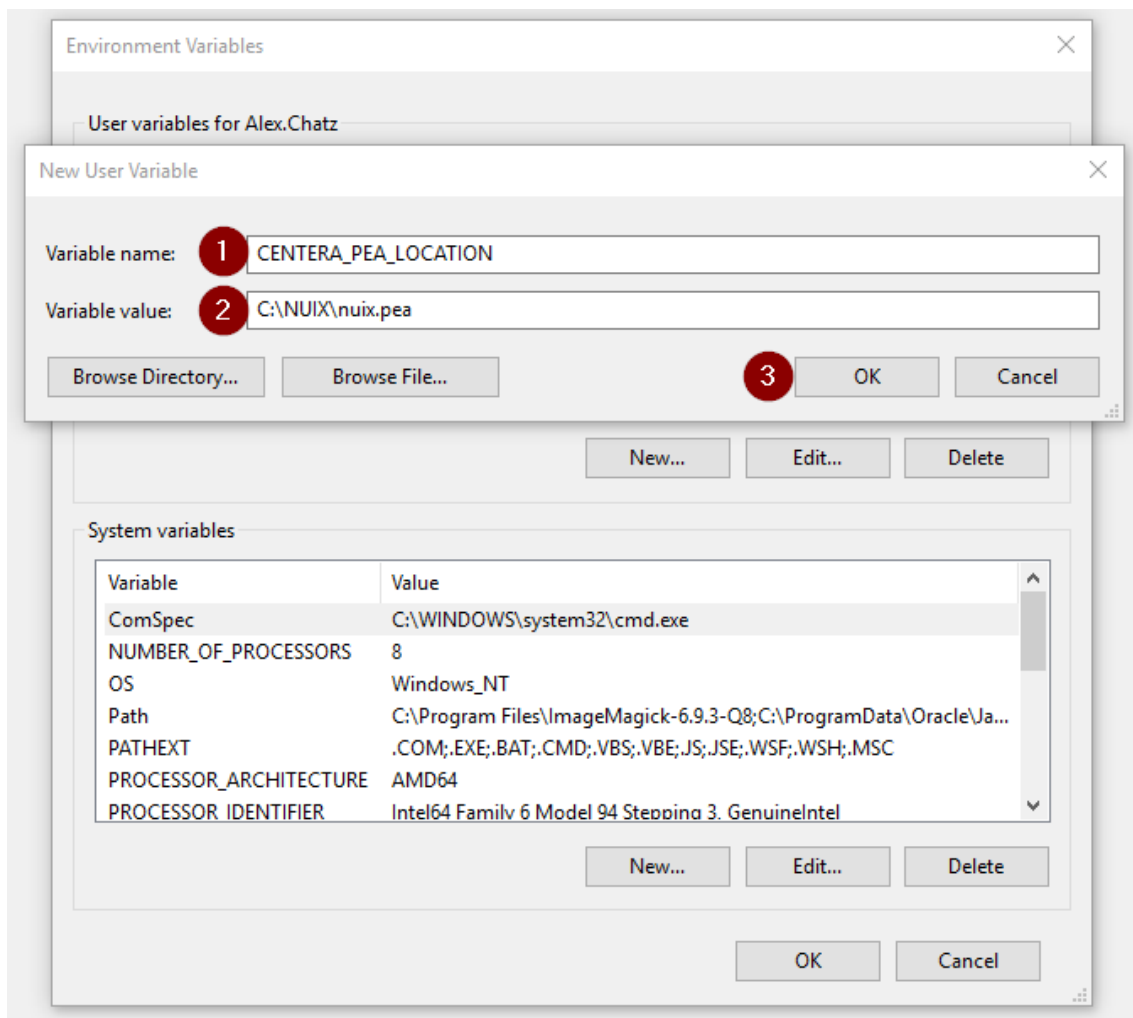 Environment Variables
User variables for Alex.Chatz
New User Variable
Variable name: 1 CENTERA_PEA_LOCATION
Variable value: 2 C:\NUIX\nuix.pea
Browse Directory... Browse File... 3 OK Cancel
New... Edit... Delete
System variables
Variable Value
ComSpec C:\WINDOWS\system32\cmd.exe
NUMBER_OF_PROCESSORS 8
OS Windows_NT
Path C:\Program Files\ImageMagick-6.9.3-Q8;C:\ProgramData\Oracle\Ja...
PATHEXT .COM;.EXE;.BAT;.CMD;.VBS;.VBE;.JS;.JSE;.WSF;.WSH;.MSC
PROCESSOR_ARCHITECTURE AMD64
PROCESSOR_IDENTIFIER Intel64 Family 6 Model 94 Stepping 3, GenuineIntel
New... Edit... Delete
OK Cancel